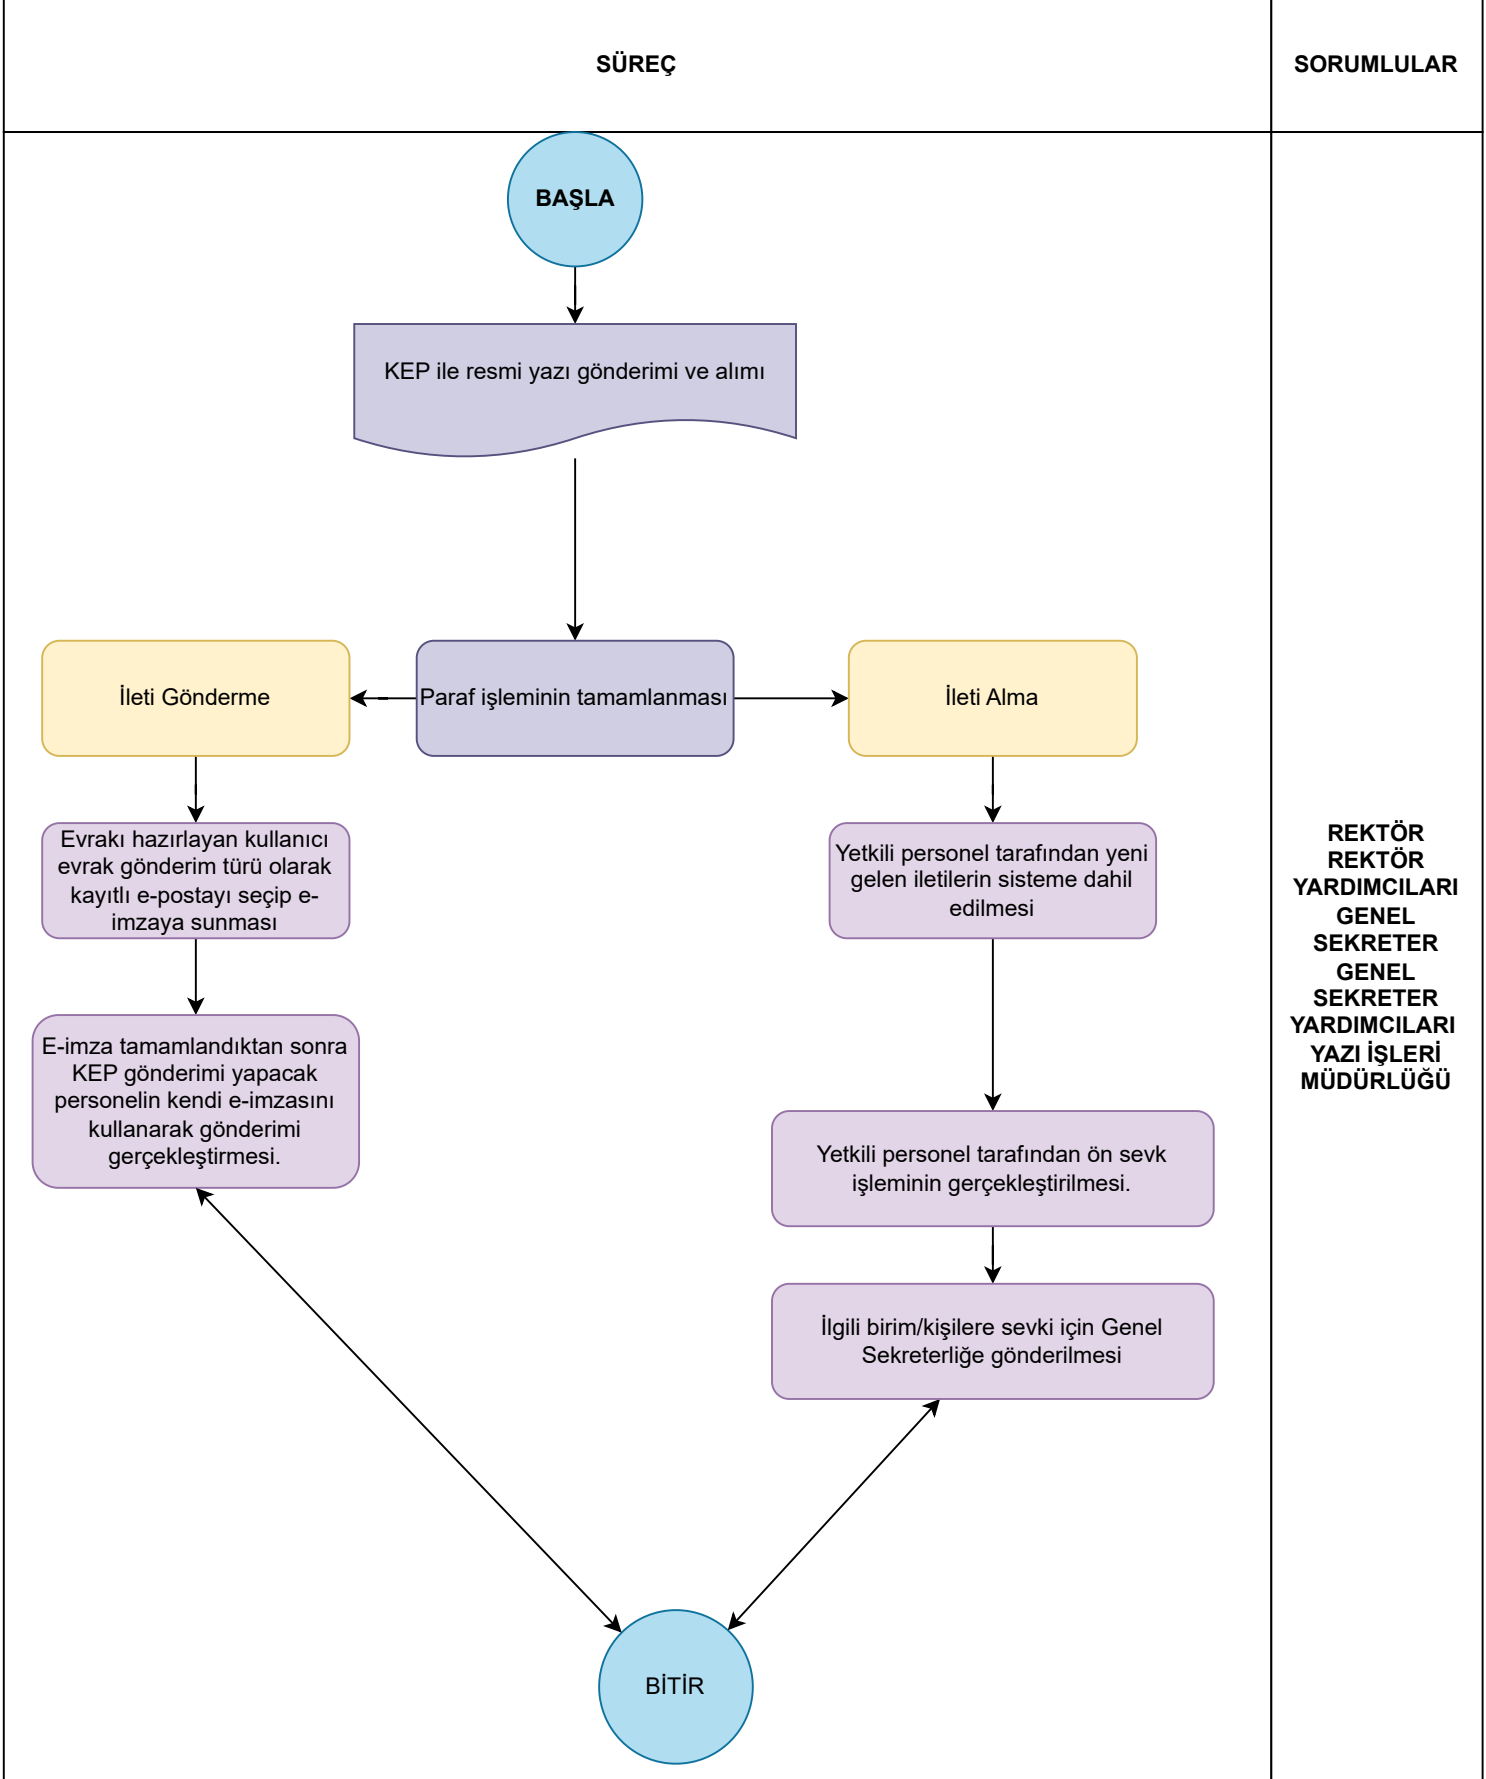 SÜREÇ
SORUMLULAR
BAŞLA
KEP ile resmi yazı gönderimi ve alımı
İleti Gönderme
Paraf işleminin tamamlanması
İleti Alma
Evrakı hazırlayan kullanıcı
evrak gönderim türü olarak
kayıtlı e-postayı seçip e-
imzaya sunması
Yetkili personel tarafından yeni
gelen iletilerin sisteme dahil
edilmesi
E-imza tamamlandıktan sonra
KEP gönderimi yapacak
personelin kendi e-imzasını
kullanarak gönderimi
gerçekleştirmesi.
Yetkili personel tarafından ön sevk
işleminin gerçekleştirilmesi.
İlgili birim/kişilere sevki için Genel
Sekreterliğe gönderilmesi
BİTİR
REKTÖR
REKTÖR
YARDIMCILARI
GENEL
SEKRETER
GENEL
SEKRETER
YARDIMCILARI
YAZI İŞLERİ
MÜDÜRLÜĞÜ